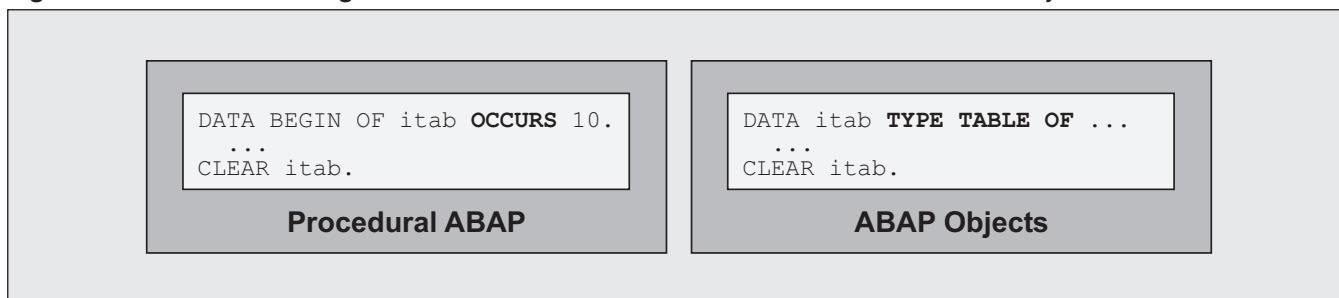 DATA BEGIN OF itab OCCURS 10.
...
CLEAR itab.
Procedural ABAP
DATA itab TYPE TABLE OF ...
...
CLEAR itab.
ABAP Objects